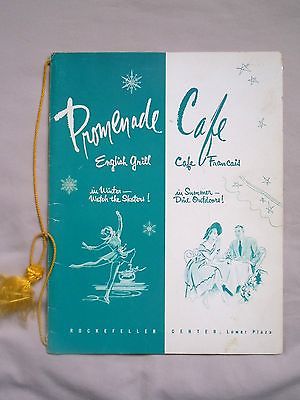 Promenade Cafe
English Grill
Cafe Francais
in Winter —
Watch the Skaters!
in Summer —
Dine Outdoors!
ROCKEFELLER CENTER, Lower Plaza